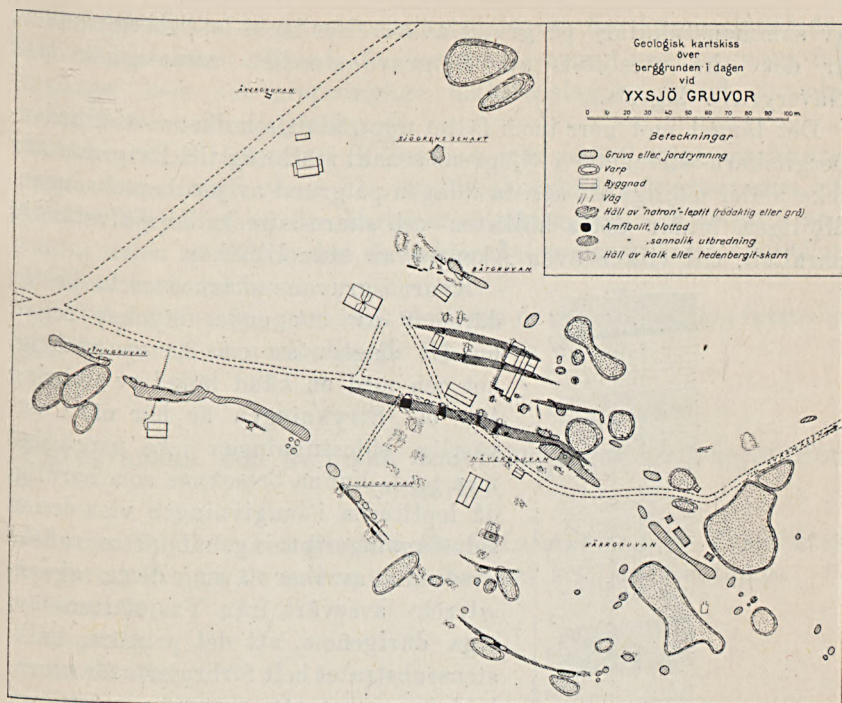 Geologisk kartskiss
över
berggrunden i dagen
vid
YXSJÖ GRUVOR
0 10 20 30 40 50 60 70 80 90 100 m.
Beteckningar
Gruva eller jordrymning
Varp
Byggnad
Väg
Häll av "natron"-leptit (rödaktig eller grå)
Amfibolit, blottad
" , sannolik utbredning
Häll av kalk eller hedenbergit-skarn
ÅKERGRUVAN
SJÖGRENS SCHAKT
BÅTGRUVAN
FINNGRUVAN
NÄVERGRUVAN
SMEDGRUVAN
KÄRRGRUVAN